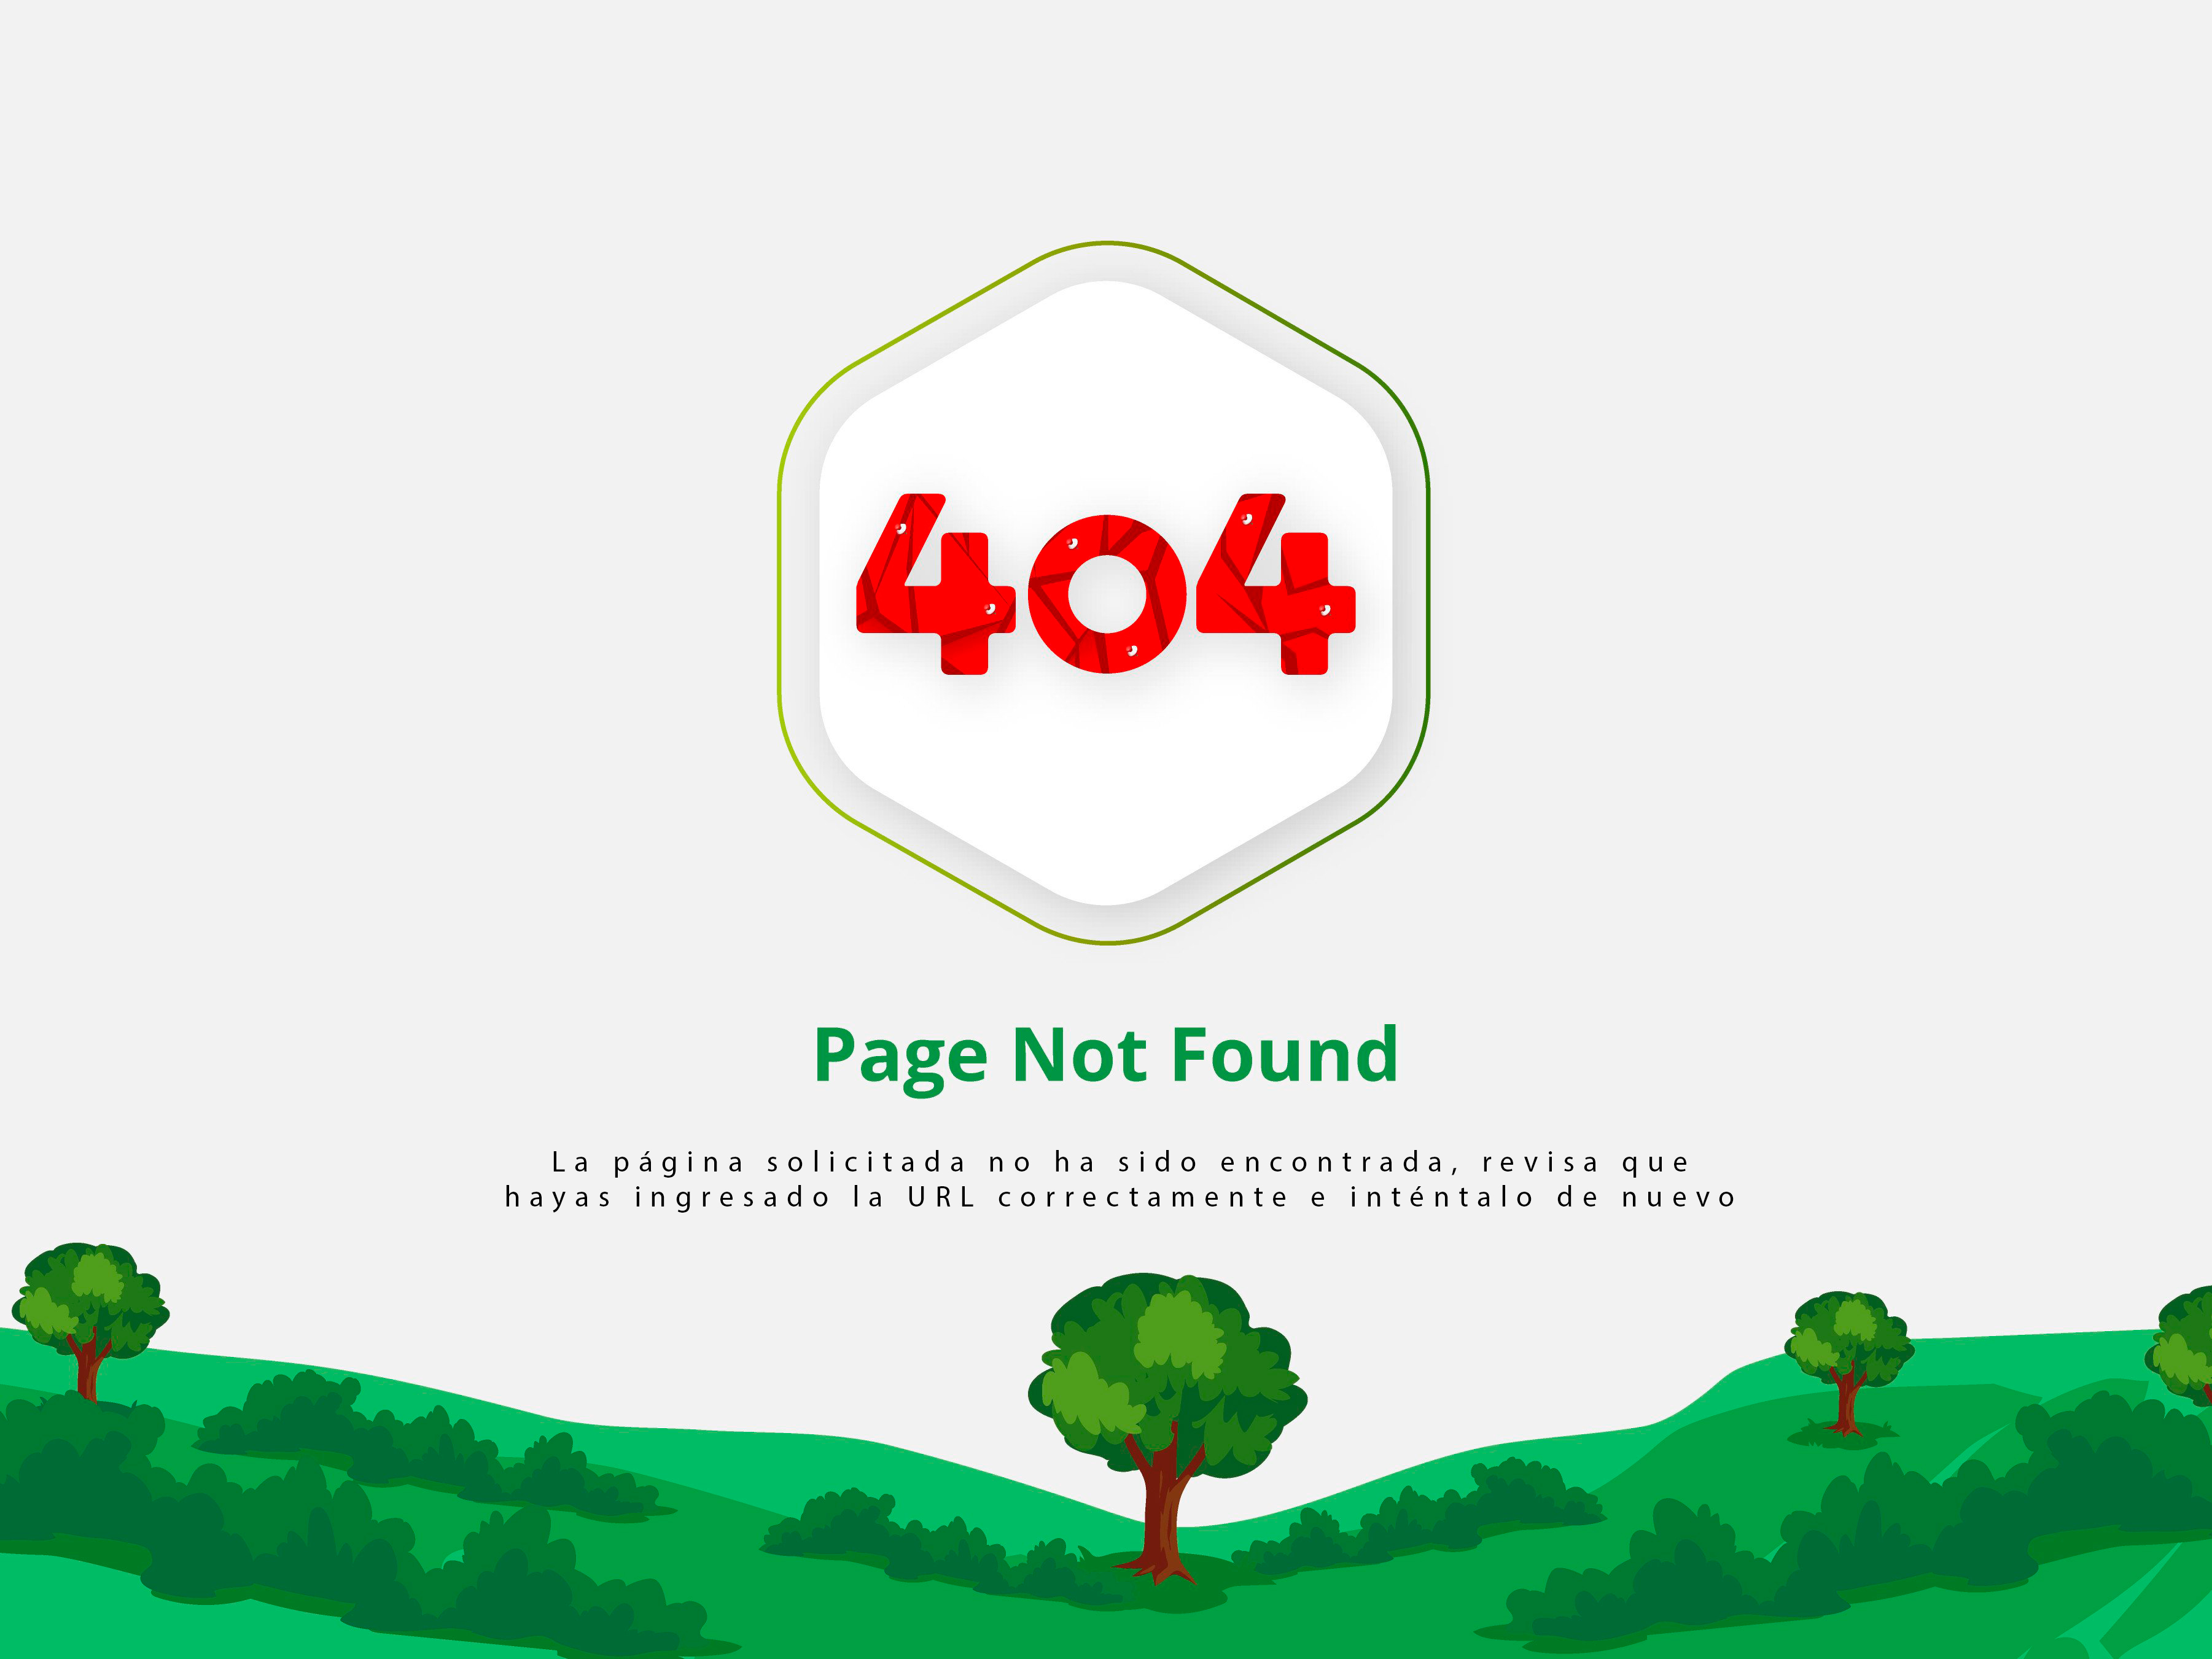 404
Page Not Found
La página solicitada no ha sido encontrada, revisa que
hayas ingresado la URL correctamente e inténtalo de nuevo